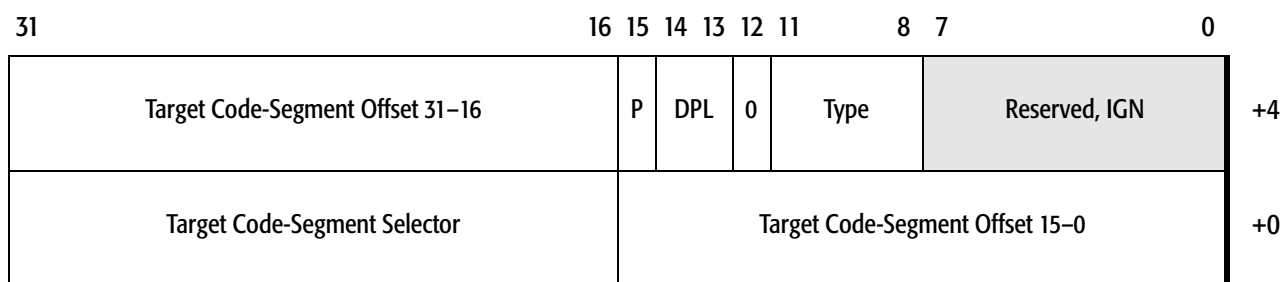 31 16 15 14 13 12 11 8 7 0
Target Code-Segment Offset 31–16 P DPL 0 Type Reserved, IGN +4
Target Code-Segment Selector Target Code-Segment Offset 15–0 +0